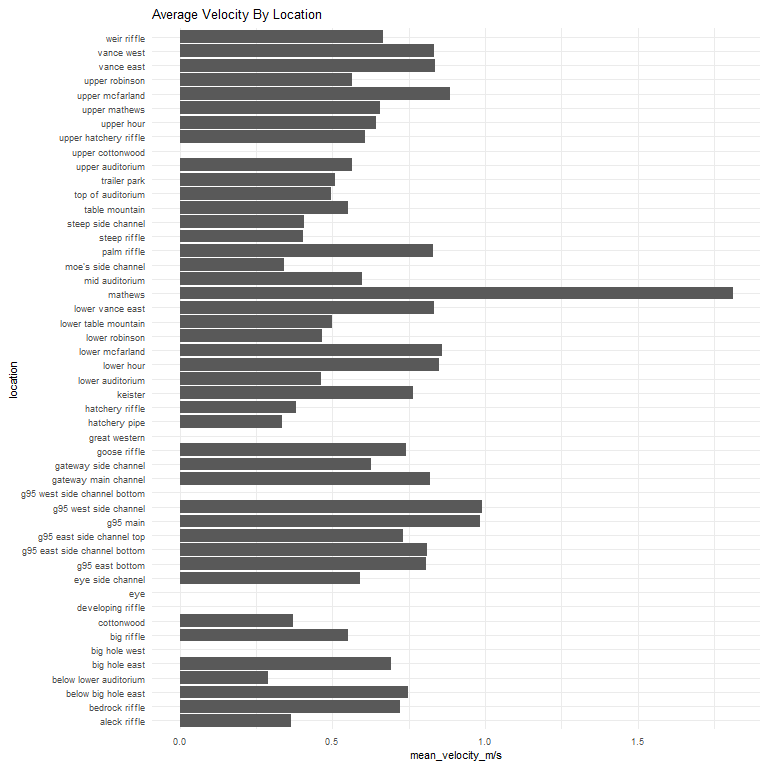 Average Velocity By Location
weir riffle
vance west
vance east
upper robinson
upper mcfarland
upper mathews
upper hour
upper hatchery riffle
upper cottonwood
upper auditorium
trailer park
top of auditorium
table mountain
steep side channel
steep riffle
palm riffle
moe's side channel
mid auditorium
mathews
lower vance east
lower table mountain
lower robinson
lower mcfarland
lower hour
lower auditorium
keister
hatchery riffle
hatchery pipe
great western
goose riffle
gateway side channel
gateway main channel
g95 west side channel bottom
g95 west side channel
g95 main
g95 east side channel top
g95 east side channel bottom
g95 east bottom
eye side channel
eye
developing riffle
cottonwood
big riffle
big hole west
big hole east
below lower auditorium
below big hole east
bedrock riffle
aleck riffle
location
0.0 0.5 1.0 1.5
mean_velocity_m/s